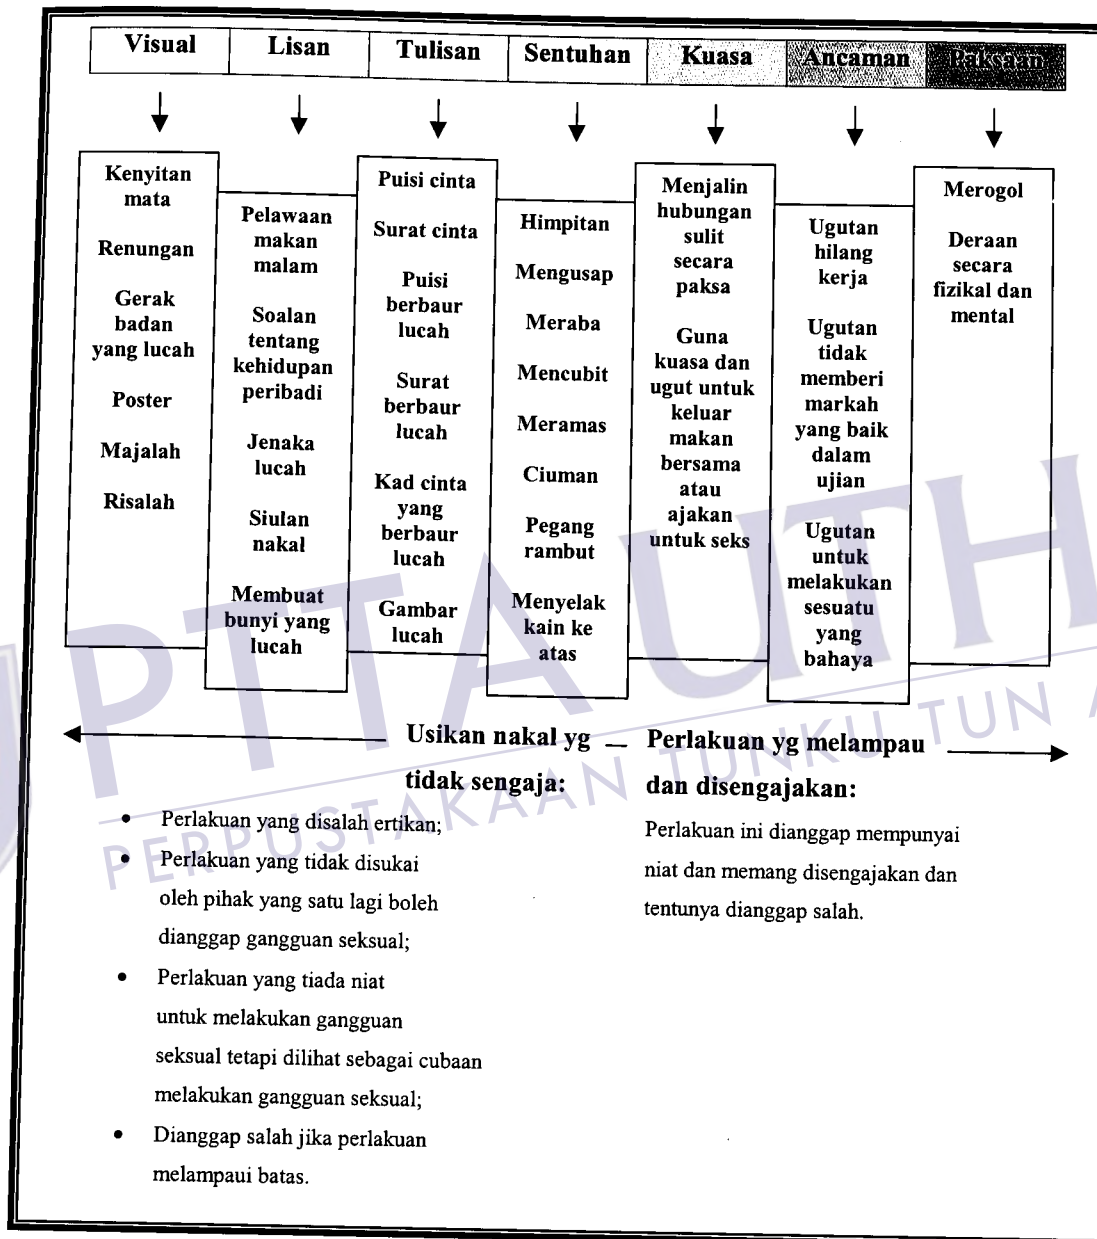 Visual Lisan Tulisan Sentuhan Kuasa Ancaman Paksaan
Kenyitan
mata
Renungan
Gerak
badan
yang lucah
Poster
Majalah
Risalah
Pelawaan
makan
malam
Soalan
tentang
kehidupan
peribadi
Jenaka
lucah
Siulan
nakal
Membuat
bunyi yang
lucah
Puisi cinta
Surat cinta
Puisi
berbaur
lucah
Surat
berbaur
lucah
Kad cinta
yang
berbaur
lucah
Gambar
lucah
Himpitan
Mengusap
Meraba
Mencubit
Meramas
Ciuman
Pegang
rambut
Menyelak
kain ke
atas
Menjalin
hubungan
sulit
secara
paksa
Guna
kuasa dan
ugut untuk
keluar
makan
bersama
atau
ajakan
untuk seks
Ugutan
hilang
kerja
Ugutan
tidak
memberi
markah
yang baik
dalam
ujian
Ugutan
untuk
melakukan
sesuatu
yang
bahaya
Merogol
Deraan
secara
fizikal dan
mental
Usikan nakal yg
tidak sengaja:
• Perlakuan yang disalah ertikan;
• Perlakuan yang tidak disukai
oleh pihak yang satu lagi boleh
dianggap gangguan seksual;
• Perlakuan yang tiada niat
untuk melakukan gangguan
seksual tetapi dilihat sebagai cubaan
melakukan gangguan seksual;
• Dianggap salah jika perlakuan
melampaui batas.
Perlakuan yg melampau
dan disengajakan:
Perlakuan ini dianggap mempunyai
niat dan memang disengajakan dan
tentunya dianggap salah.
PTTAUTH
PERPUSTAKAAN TUNKU TUN